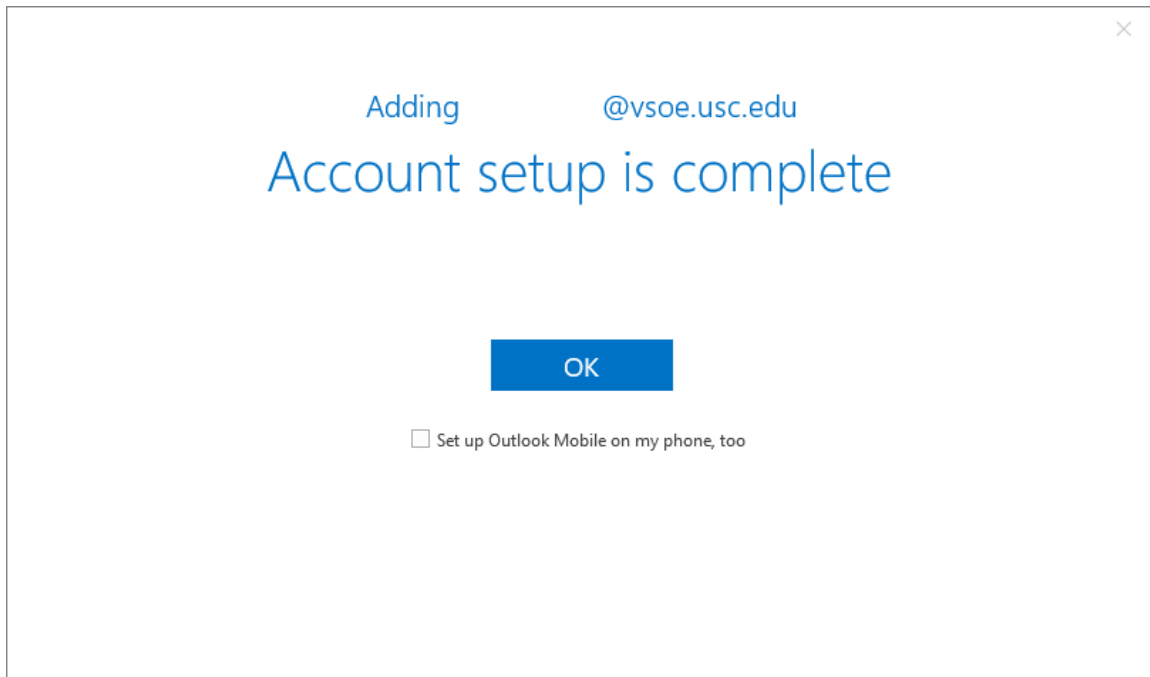 Adding @vsoe.usc.edu
Account setup is complete
OK
Set up Outlook Mobile on my phone, too